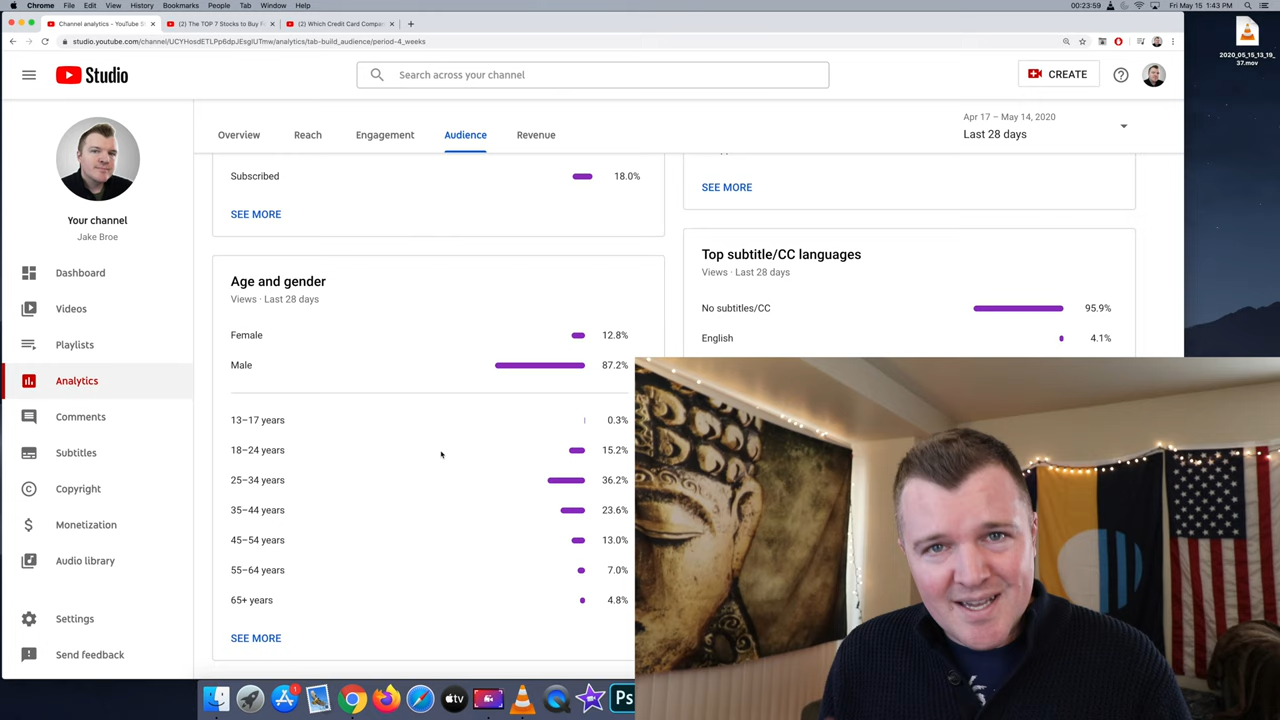 Chrome File Edit View History Bookmarks People Tab Window Help 00:23:59 Fri May 15 1:43 PM
Channel analytics - YouTube S (2) The TOP 7 Stocks to Buy F (2) Which Credit Card Compa
studio.youtube.com/channel/UCYHosdETLPp6dpJEsglUTmw/analytics/tab-build_audience/period-4_weeks
2020_05_15_13_19_37.mov
Studio
Search across your channel
CREATE
Overview Reach Engagement Audience Revenue
Apr 17 – May 14, 2020
Last 28 days
Your channel
Jake Broe
Dashboard
Videos
Playlists
Analytics
Comments
Subtitles
Copyright
Monetization
Audio library
Settings
Send feedback
Subscribed 18.0%
SEE MORE
SEE MORE
Age and gender
Views · Last 28 days
Female 12.8%
Male 87.2%
13–17 years 0.3%
18–24 years 15.2%
25–34 years 36.2%
35–44 years 23.6%
45–54 years 13.0%
55–64 years 7.0%
65+ years 4.8%
SEE MORE
Top subtitle/CC languages
Views · Last 28 days
No subtitles/CC 95.9%
English 4.1%
tv
Ps